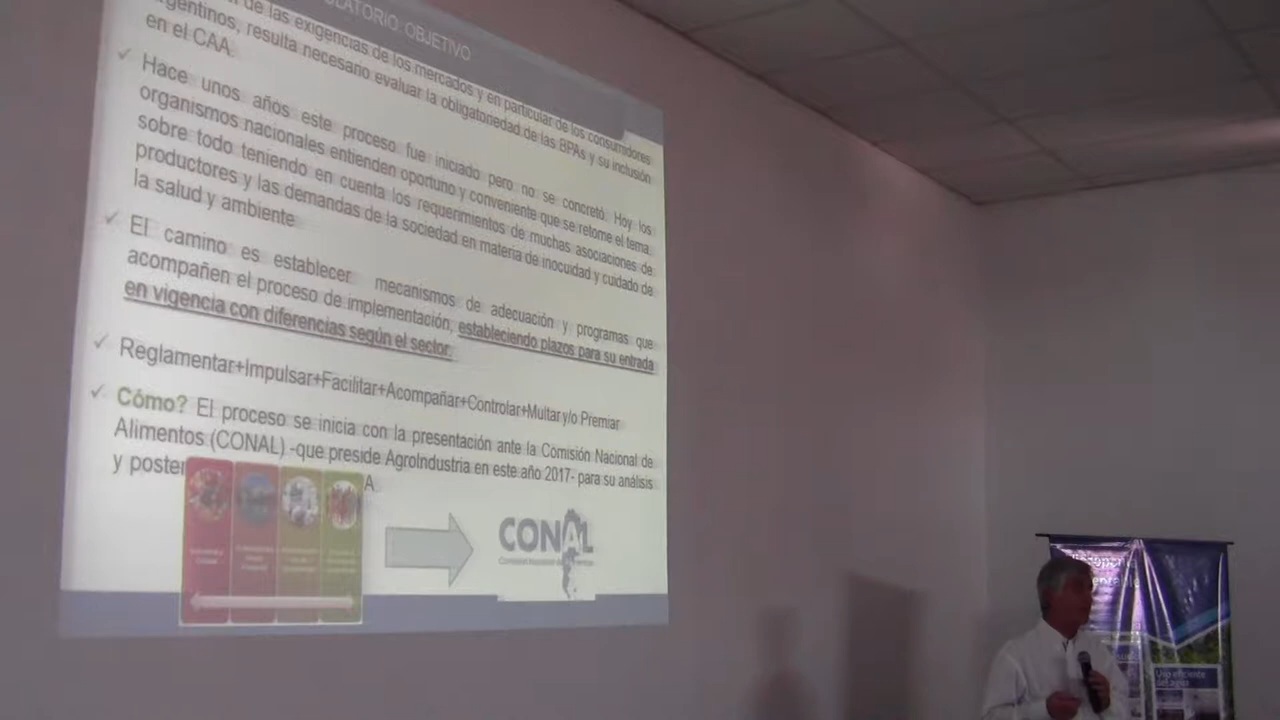 OBJETIVO
de las exigencias de los mercados y en particular de los consumidores
argentinos, resulta necesario evaluar la obligatoriedad de las BPAs y su inclusión
en el CAA.
✓ Hace unos años este proceso fue iniciado pero no se concretó. Hoy los
organismos nacionales entienden oportuno y conveniente que se retome el tema,
sobre todo teniendo en cuenta los requerimientos de muchas asociaciones de
productores y las demandas de la sociedad en materia de inocuidad y cuidado de
la salud y ambiente
✓ El camino es establecer mecanismos de adecuación y programas que
acompañen el proceso de implementación, estableciendo plazos para su entrada
en vigencia con diferencias según el sector.
✓ Reglamentar+Impulsar+Facilitar+Acompañar+Controlar+Multar y/o Premiar
✓ Cómo? El proceso se inicia con la presentación ante la Comisión Nacional de
Alimentos (CONAL) -que preside AgroIndustria en este año 2017- para su análisis
y poster A.
CONAL
Uso eficiente
del agua